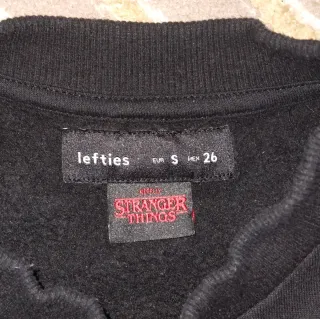 lefties EUR S MEX 26
STRANGER
THINGS